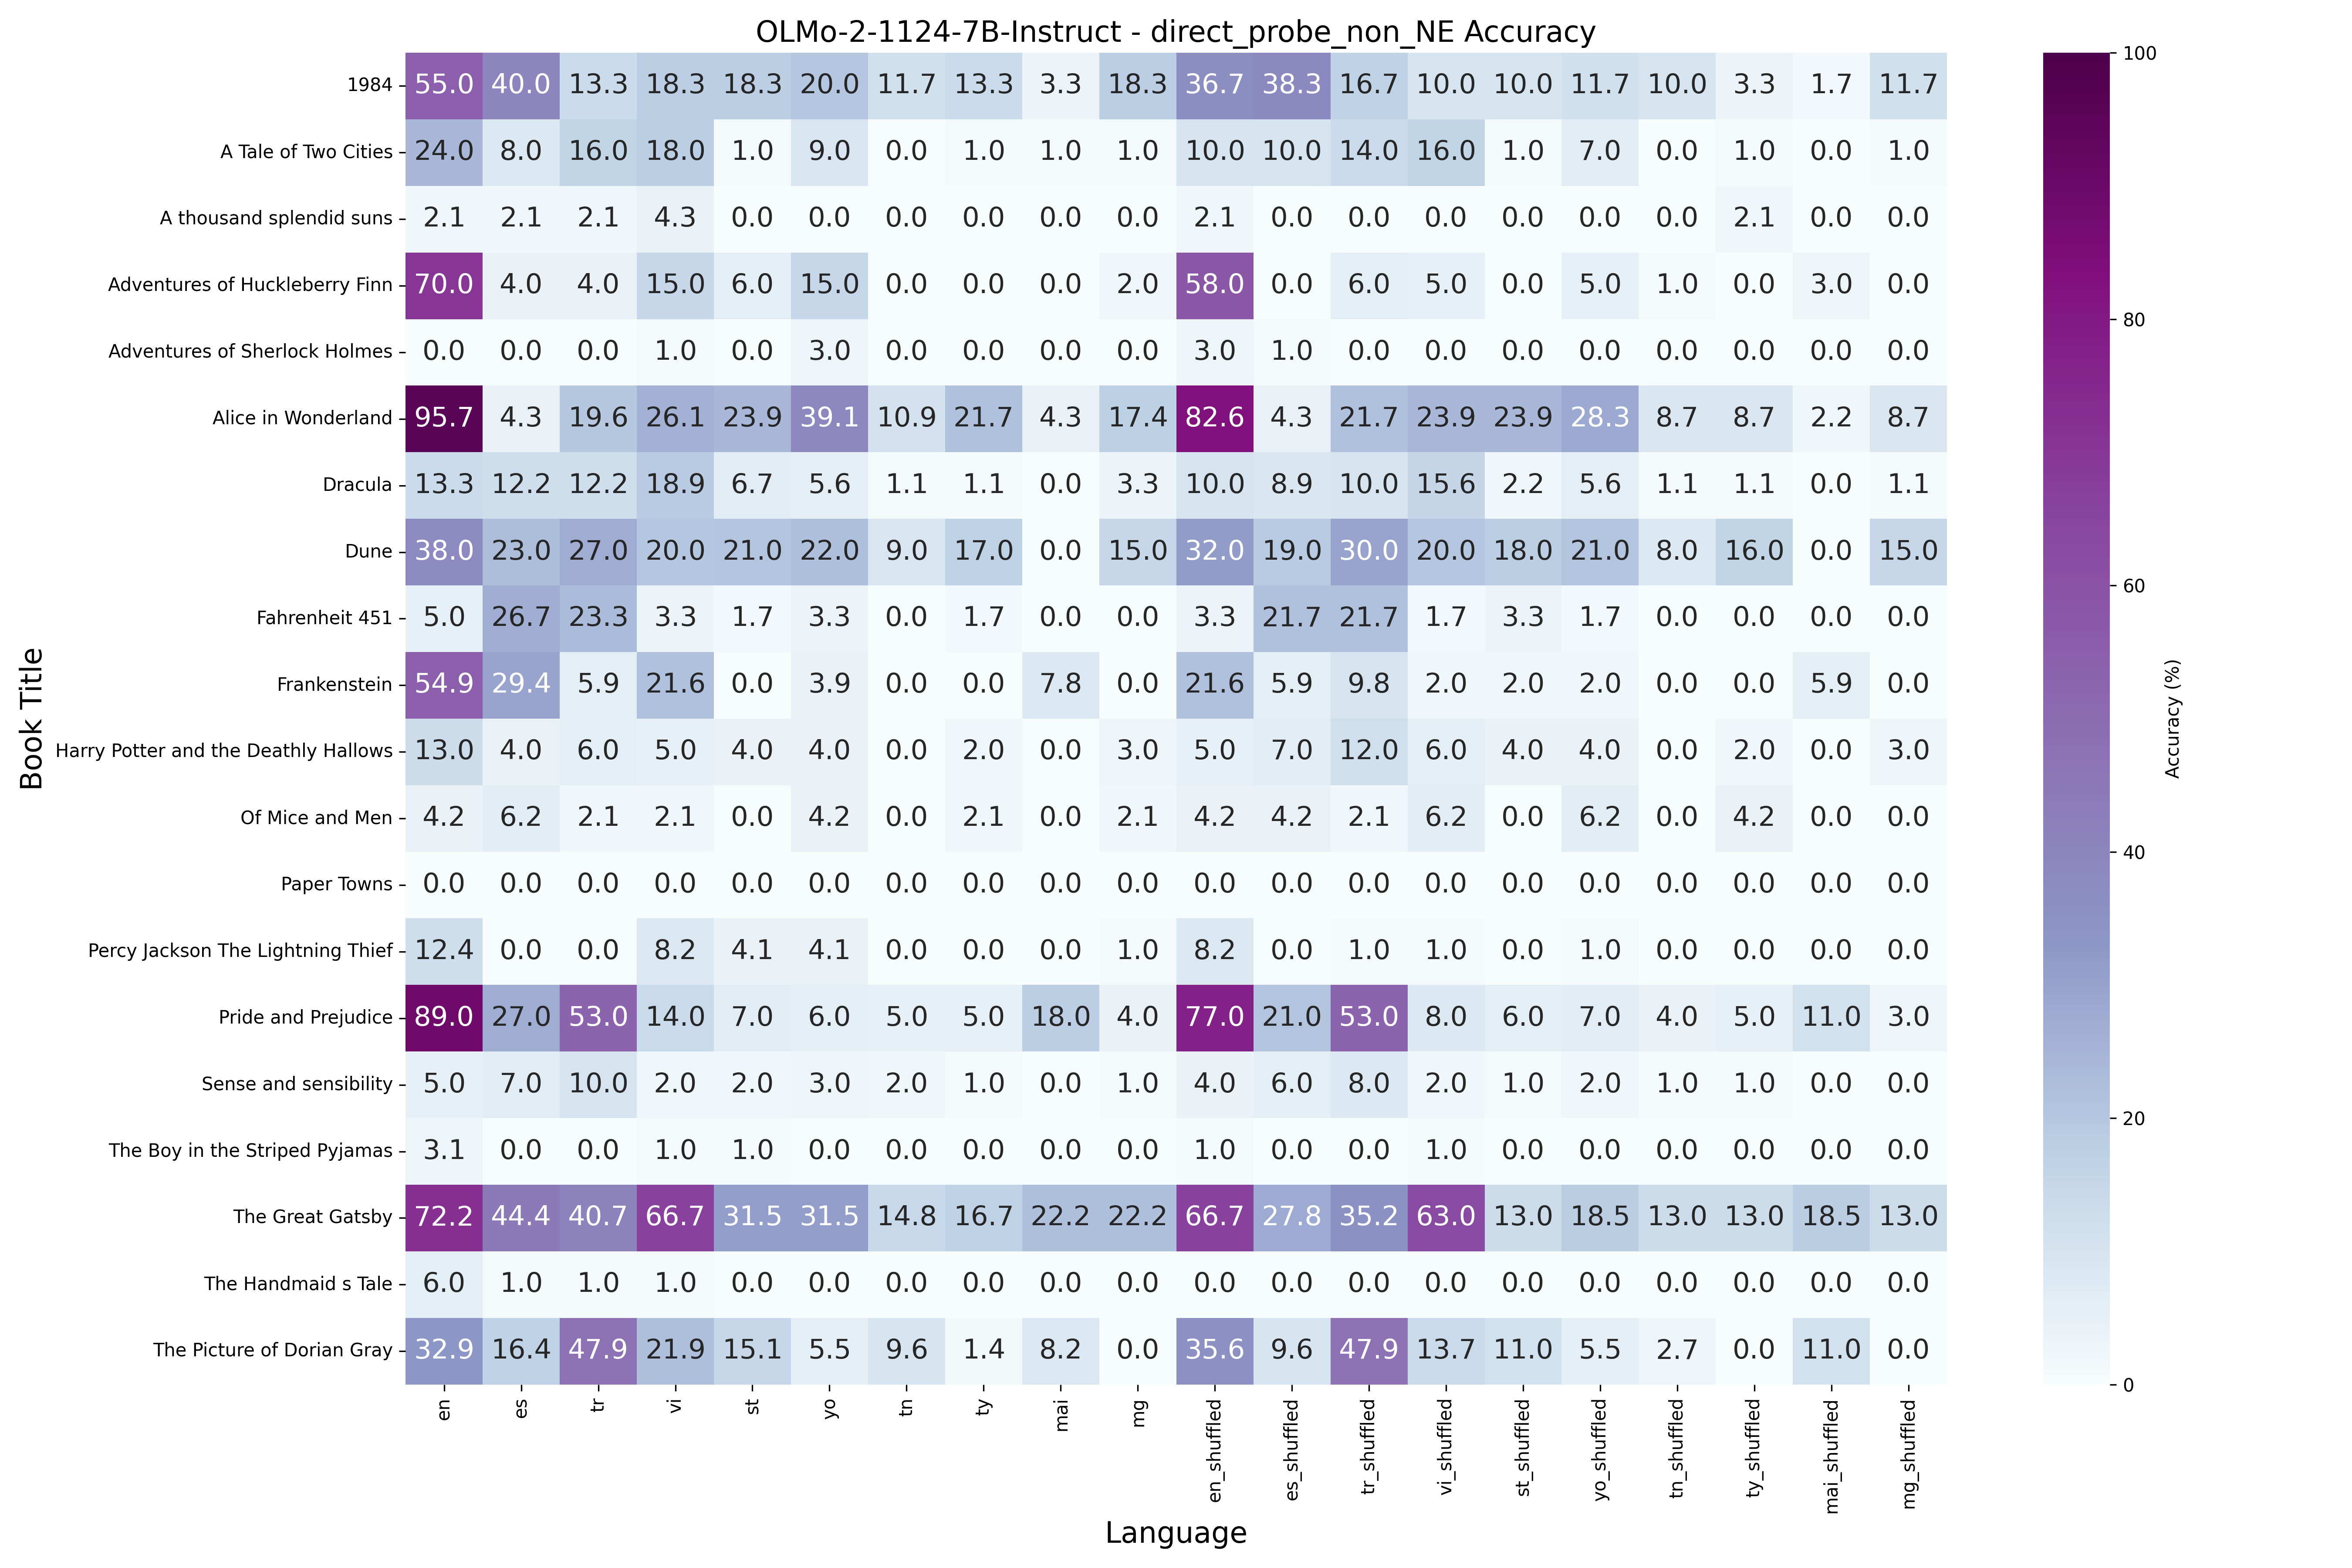 OLMo-2-1124-7B-Instruct - direct_probe_non_NE Accuracy
Book Title
1984 55.0 40.0 13.3 18.3 18.3 20.0 11.7 13.3 3.3 18.3 36.7 38.3 16.7 10.0 10.0 11.7 10.0 3.3 1.7 11.7
A Tale of Two Cities 24.0 8.0 16.0 18.0 1.0 9.0 0.0 1.0 1.0 1.0 10.0 10.0 14.0 16.0 1.0 7.0 0.0 1.0 0.0 1.0
A thousand splendid suns 2.1 2.1 2.1 4.3 0.0 0.0 0.0 0.0 0.0 0.0 2.1 0.0 0.0 0.0 0.0 0.0 0.0 2.1 0.0 0.0
Adventures of Huckleberry Finn 70.0 4.0 4.0 15.0 6.0 15.0 0.0 0.0 0.0 2.0 58.0 0.0 6.0 5.0 0.0 5.0 1.0 0.0 3.0 0.0
Adventures of Sherlock Holmes 0.0 0.0 0.0 1.0 0.0 3.0 0.0 0.0 0.0 0.0 3.0 1.0 0.0 0.0 0.0 0.0 0.0 0.0 0.0 0.0
Alice in Wonderland 95.7 4.3 19.6 26.1 23.9 39.1 10.9 21.7 4.3 17.4 82.6 4.3 21.7 23.9 23.9 28.3 8.7 8.7 2.2 8.7
Dracula 13.3 12.2 12.2 18.9 6.7 5.6 1.1 1.1 0.0 3.3 10.0 8.9 10.0 15.6 2.2 5.6 1.1 1.1 0.0 1.1
Dune 38.0 23.0 27.0 20.0 21.0 22.0 9.0 17.0 0.0 15.0 32.0 19.0 30.0 20.0 18.0 21.0 8.0 16.0 0.0 15.0
Fahrenheit 451 5.0 26.7 23.3 3.3 1.7 3.3 0.0 1.7 0.0 0.0 3.3 21.7 21.7 1.7 3.3 1.7 0.0 0.0 0.0 0.0
Frankenstein 54.9 29.4 5.9 21.6 0.0 3.9 0.0 0.0 7.8 0.0 21.6 5.9 9.8 2.0 2.0 2.0 0.0 0.0 5.9 0.0
Harry Potter and the Deathly Hallows 13.0 4.0 6.0 5.0 4.0 4.0 0.0 2.0 0.0 3.0 5.0 7.0 12.0 6.0 4.0 4.0 0.0 2.0 0.0 3.0
Of Mice and Men 4.2 6.2 2.1 2.1 0.0 4.2 0.0 2.1 0.0 2.1 4.2 4.2 2.1 6.2 0.0 6.2 0.0 4.2 0.0 0.0
Paper Towns 0.0 0.0 0.0 0.0 0.0 0.0 0.0 0.0 0.0 0.0 0.0 0.0 0.0 0.0 0.0 0.0 0.0 0.0 0.0 0.0
Percy Jackson The Lightning Thief 12.4 0.0 0.0 8.2 4.1 4.1 0.0 0.0 0.0 1.0 8.2 0.0 1.0 1.0 0.0 1.0 0.0 0.0 0.0 0.0
Pride and Prejudice 89.0 27.0 53.0 14.0 7.0 6.0 5.0 5.0 18.0 4.0 77.0 21.0 53.0 8.0 6.0 7.0 4.0 5.0 11.0 3.0
Sense and sensibility 5.0 7.0 10.0 2.0 2.0 3.0 2.0 1.0 0.0 1.0 4.0 6.0 8.0 2.0 1.0 2.0 1.0 1.0 0.0 0.0
The Boy in the Striped Pyjamas 3.1 0.0 0.0 1.0 1.0 0.0 0.0 0.0 0.0 0.0 1.0 0.0 0.0 1.0 0.0 0.0 0.0 0.0 0.0 0.0
The Great Gatsby 72.2 44.4 40.7 66.7 31.5 31.5 14.8 16.7 22.2 22.2 66.7 27.8 35.2 63.0 13.0 18.5 13.0 13.0 18.5 13.0
The Handmaid s Tale 6.0 1.0 1.0 1.0 0.0 0.0 0.0 0.0 0.0 0.0 0.0 0.0 0.0 0.0 0.0 0.0 0.0 0.0 0.0 0.0
The Picture of Dorian Gray 32.9 16.4 47.9 21.9 15.1 5.5 9.6 1.4 8.2 0.0 35.6 9.6 47.9 13.7 11.0 5.5 2.7 0.0 11.0 0.0
en es tr vi st yo tn ty mai mg en_shuffled es_shuffled tr_shuffled vi_shuffled st_shuffled yo_shuffled tn_shuffled ty_shuffled mai_shuffled mg_shuffled
Language
100
80
60
40
20
0
Accuracy (%)